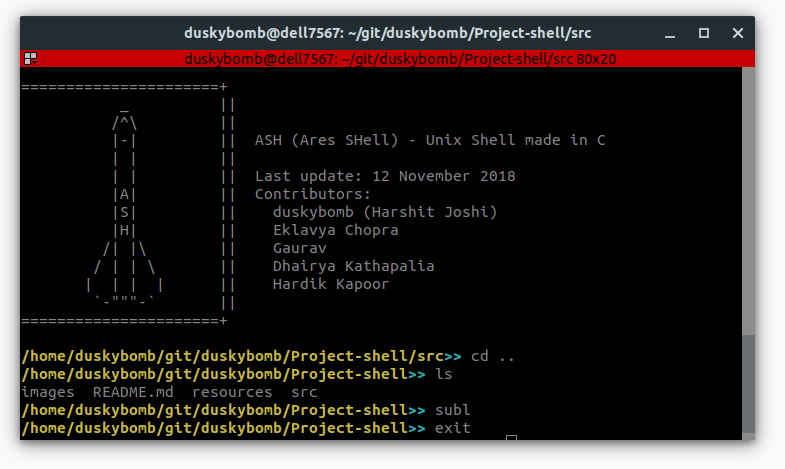 duskybomb@dell7567: ~/git/duskybomb/Project-shell/src
duskybomb@dell7567: ~/git/duskybomb/Project-shell/src 80x20
======================+
           _          ||
          /^\         ||
          |-|         ||  ASH (Ares SHell) - Unix Shell made in C
          | |         ||
          | |         ||  Last update: 12 November 2018
          |A|         ||  Contributors:
          |S|         ||    duskybomb (Harshit Joshi)
          |H|         ||    Eklavya Chopra
         /| |\        ||    Gaurav
        / | | \       ||    Dhairya Kathapalia
       |  | |  |      ||    Hardik Kapoor
        `-"""-`       ||
======================+
/home/duskybomb/git/duskybomb/Project-shell/src>> cd ..
/home/duskybomb/git/duskybomb/Project-shell>> ls
images  README.md  resources  src
/home/duskybomb/git/duskybomb/Project-shell>> subl
/home/duskybomb/git/duskybomb/Project-shell>> exit